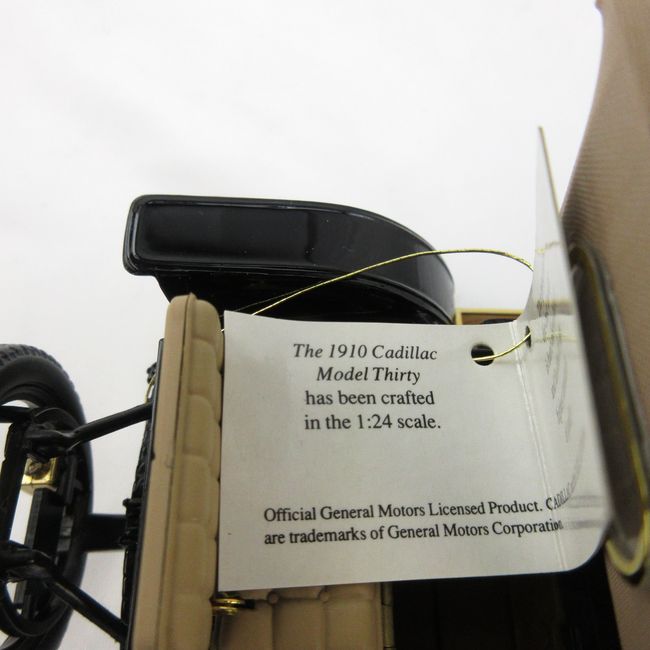 The 1910 Cadillac
Model Thirty
has been crafted
in the 1:24 scale.
Official General Motors Licensed Product.
are trademarks of General Motors Corporation